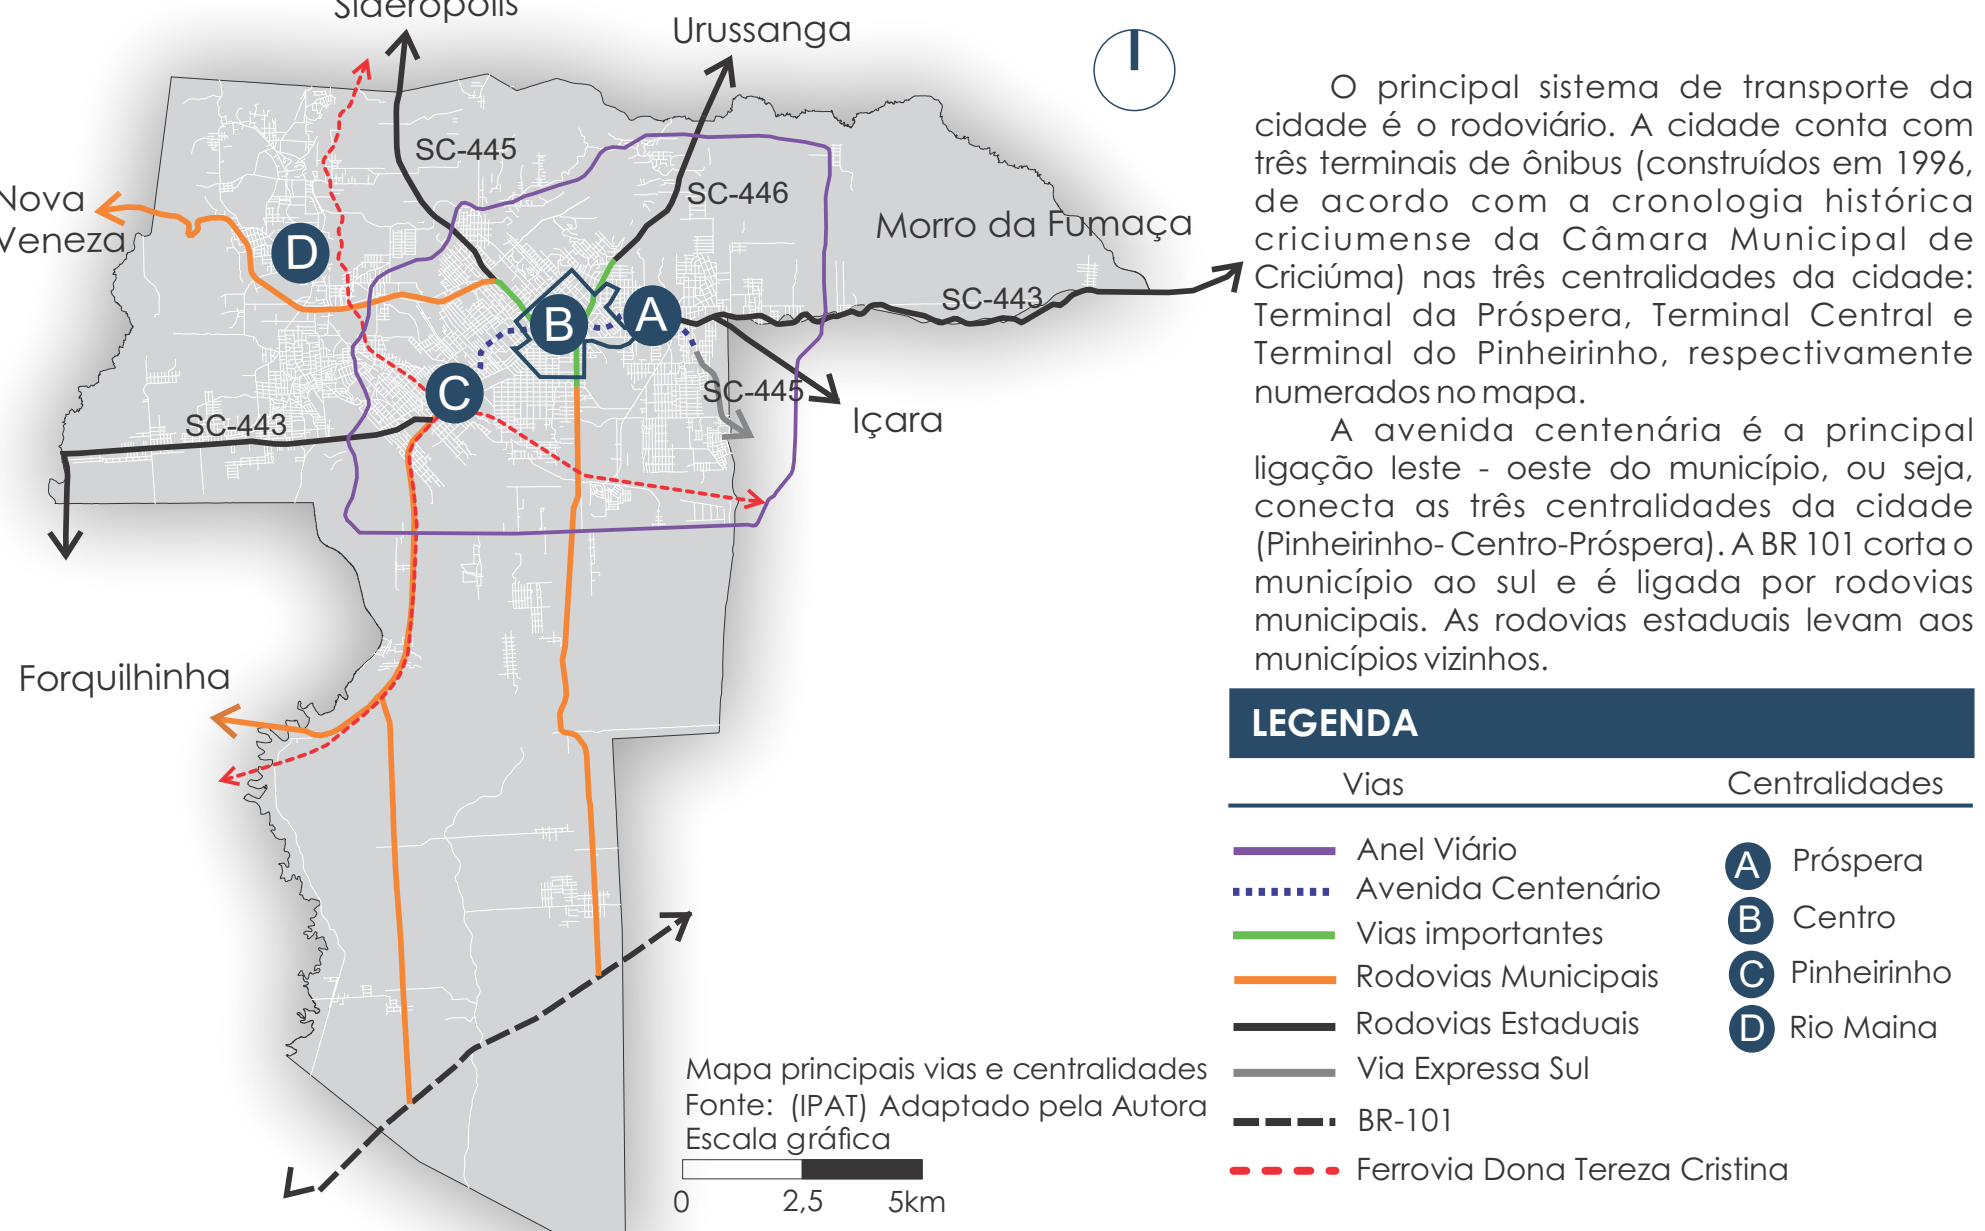 Siderópolis
Urussanga
SC-445
SC-446
Nova
Veneza
Morro da Fumaça
D
SC-443
B
A
C
SC-445
Içara
SC-443
Forquilhinha
Mapa principais vias e centralidades
Fonte: (IPAT) Adaptado pela Autora
Escala gráfica
0 2,5 5km
O principal sistema de transporte da
cidade é o rodoviário. A cidade conta com
três terminais de ônibus (construídos em 1996,
de acordo com a cronologia histórica
criciumense da Câmara Municipal de
Criciúma) nas três centralidades da cidade:
Terminal da Próspera, Terminal Central e
Terminal do Pinheirinho, respectivamente
numerados no mapa.
A avenida centenária é a principal
ligação leste - oeste do município, ou seja,
conecta as três centralidades da cidade
(Pinheirinho- Centro-Próspera). A BR 101 corta o
município ao sul e é ligada por rodovias
municipais. As rodovias estaduais levam aos
municípios vizinhos.
LEGENDA
Vias
Anel Viário
Avenida Centenário
Vias importantes
Rodovias Municipais
Rodovias Estaduais
Via Expressa Sul
BR-101
Ferrovia Dona Tereza Cristina
Centralidades
A Próspera
B Centro
C Pinheirinho
D Rio Maina